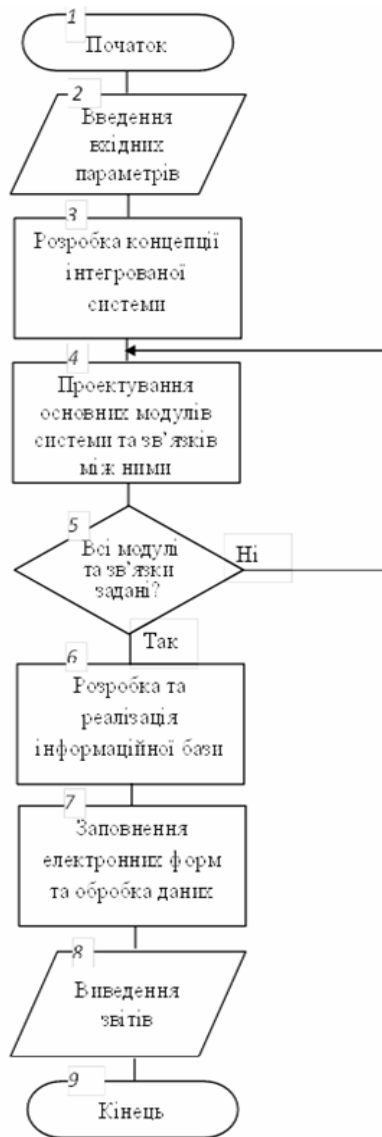 1
Початок
2
Введення
вхідних
параметрів
3
Розробка концепції
інтегрованої
системи
4
Проектування
основних модулів
системи та зв’язків
між ними
5
Всі модулі
та зв’язки
задані?
Ні
Так
6
Розробка та
реалізація
інформаційної бази
7
Заповнення
електронних форм
та обробка даних
8
Виведення
звітів
9
Кінець